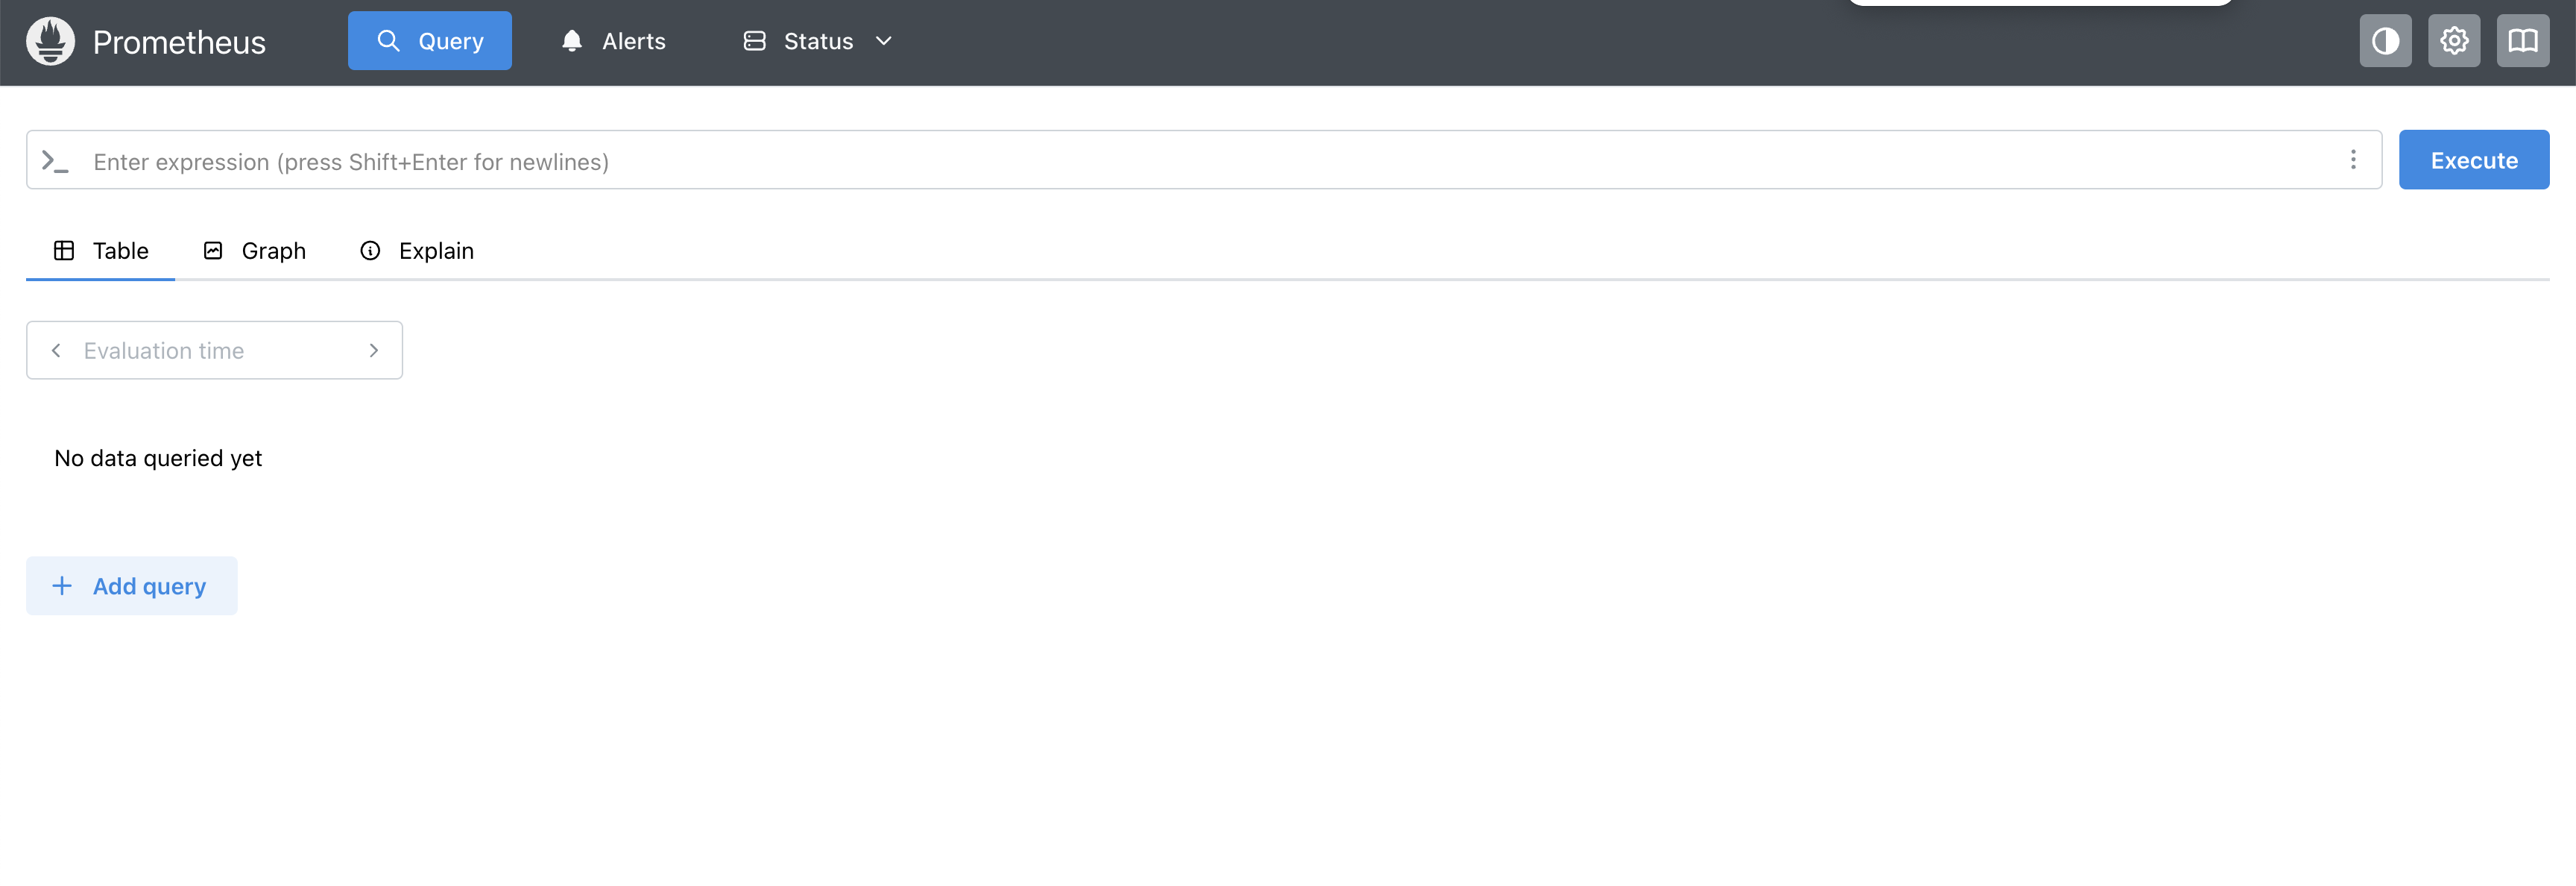 Prometheus Query Alerts Status
Enter expression (press Shift+Enter for newlines) Execute
Table Graph Explain
Evaluation time
No data queried yet
Add query